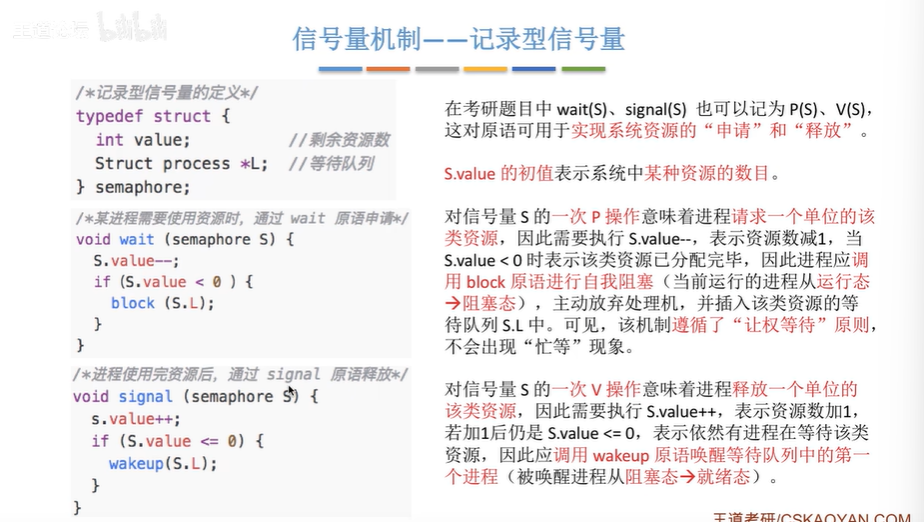 信号量机制——记录型信号量
/*记录型信号量的定义*/
typedef struct {
int value; //剩余资源数
Struct process *L; //等待队列
} semaphore;
/*某进程需要使用资源时，通过 wait 原语申请*/
void wait (semaphore S) {
S.value--;
if (S.value < 0 ) {
block (S.L);
}
}
/*进程使用完资源后，通过 signal 原语释放*/
void signal (semaphore S) {
s.value++;
if (S.value <= 0) {
wakeup(S.L);
}
}
在考研题目中 wait(S)、signal(S) 也可以记为 P(S)、V(S)，
这对原语可用于实现系统资源的“申请”和“释放”。
S.value 的初值表示系统中某种资源的数目。
对信号量 S 的一次 P 操作意味着进程请求一个单位的该
类资源，因此需要执行 S.value--，表示资源数减1，当
S.value < 0 时表示该类资源已分配完毕，因此进程应调
用 block 原语进行自我阻塞（当前运行的进程从运行态
→阻塞态），主动放弃处理机，并插入该类资源的等
待队列 S.L 中。可见，该机制遵循了“让权等待”原则，
不会出现“忙等”现象。
对信号量 S 的一次 V 操作意味着进程释放一个单位的
该类资源，因此需要执行 S.value++，表示资源数加1，
若加1后仍是 S.value <= 0，表示依然有进程在等待该类
资源，因此应调用 wakeup 原语唤醒等待队列中的第一
个进程（被唤醒进程从阻塞态→就绪态）。
王道考研/CSKAOYAN.COM